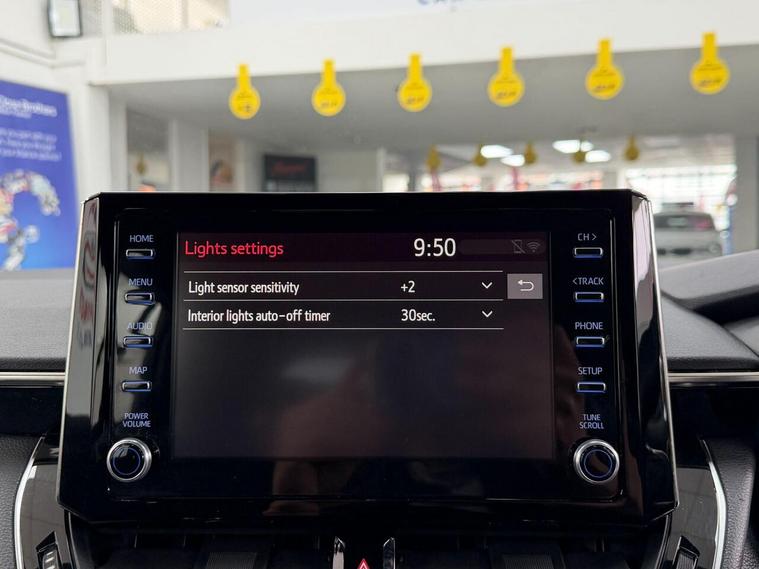 Lights settings
9:50
Light sensor sensitivity +2
Interior lights auto-off timer 30sec.
HOME
MENU
AUDIO
MAP
POWER
VOLUME
CH >
<TRACK
PHONE
SETUP
TUNE
SCROLL